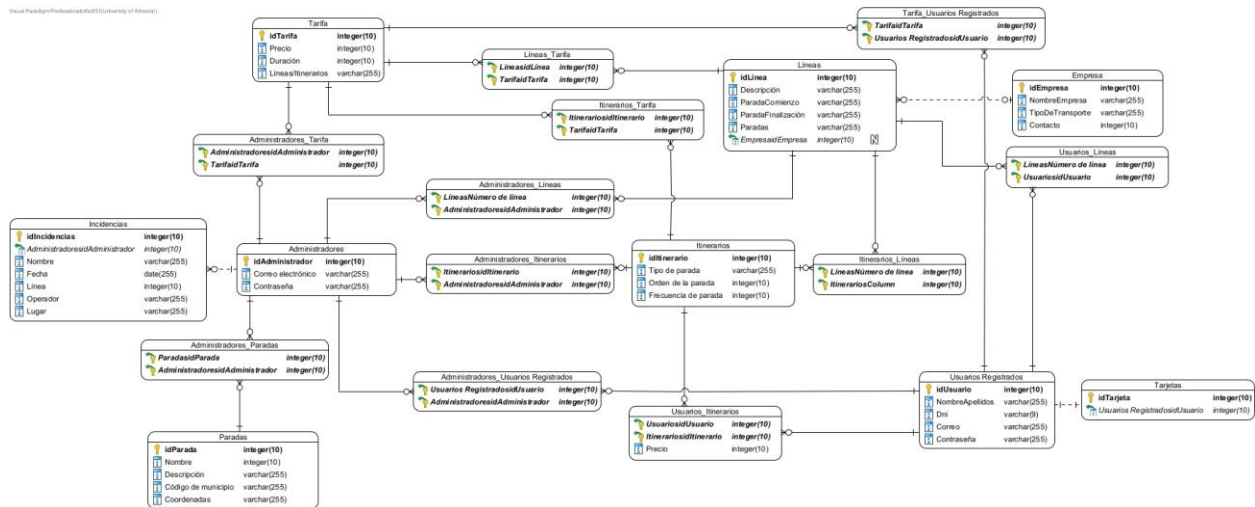 Visual Paradigm Professional(dfm851(University of Almeria))
Tarifa
idTarifa integer(10)
Precio integer(10)
Duración integer(10)
Líneas/Itinerarios varchar(255)
Tarifa_Usuarios Registrados
TarifaidTarifa integer(10)
Usuarios RegistradosidUsuario integer(10)
Líneas_Tarifa
LíneasidLínea integer(10)
TarifaidTarifa integer(10)
Líneas
idLínea integer(10)
Descripción varchar(255)
ParadaComienzo varchar(255)
ParadaFinalización varchar(255)
Paradas varchar(255)
EmpresaidEmpresa integer(10) N
Empresa
idEmpresa integer(10)
NombreEmpresa varchar(255)
TipoDeTransporte varchar(255)
Contacto integer(10)
Itinerarios_Tarifa
ItinerariosidItinerario integer(10)
TarifaidTarifa integer(10)
Administradores_Tarifa
AdministradoresidAdministrador integer(10)
TarifaidTarifa integer(10)
Usuarios_Líneas
LíneasNúmero de línea integer(10)
UsuariosidUsuario integer(10)
Administradores_Líneas
LíneasNúmero de línea integer(10)
AdministradoresidAdministrador integer(10)
Incidencias
idIncidencias integer(10)
AdministradoresidAdministrador integer(10)
Nombre varchar(255)
Fecha date(255)
Línea integer(10)
Operador varchar(255)
Lugar varchar(255)
Administradores
idAdministrador integer(10)
Correo electrónico varchar(255)
Contraseña varchar(255)
Administradores_Itinerarios
ItinerariosidItinerario integer(10)
AdministradoresidAdministrador integer(10)
Itinerarios
idItinerario integer(10)
Tipo de parada varchar(255)
Orden de la parada integer(10)
Frecuencia de parada integer(10)
Itinerarios_Líneas
LíneasNúmero de línea integer(10)
ItinerariosColumn integer(10)
Administradores_Paradas
ParadasidParada integer(10)
AdministradoresidAdministrador integer(10)
Administradores_Usuarios Registrados
Usuarios RegistradosidUsuario integer(10)
AdministradoresidAdministrador integer(10)
Usuarios Registrados
idUsuario integer(10)
NombreApellidos varchar(255)
Dni varchar(9)
Correo varchar(255)
Contraseña varchar(255)
Tarjetas
idTarjeta integer(10)
Usuarios RegistradosidUsuario integer(10)
Usuarios_Itinerarios
UsuariosidUsuario integer(10)
ItinerariosidItinerario integer(10)
Precio integer(10)
Paradas
idParada integer(10)
Nombre integer(10)
Descripción varchar(255)
Código de municipio varchar(255)
Coordenadas varchar(255)